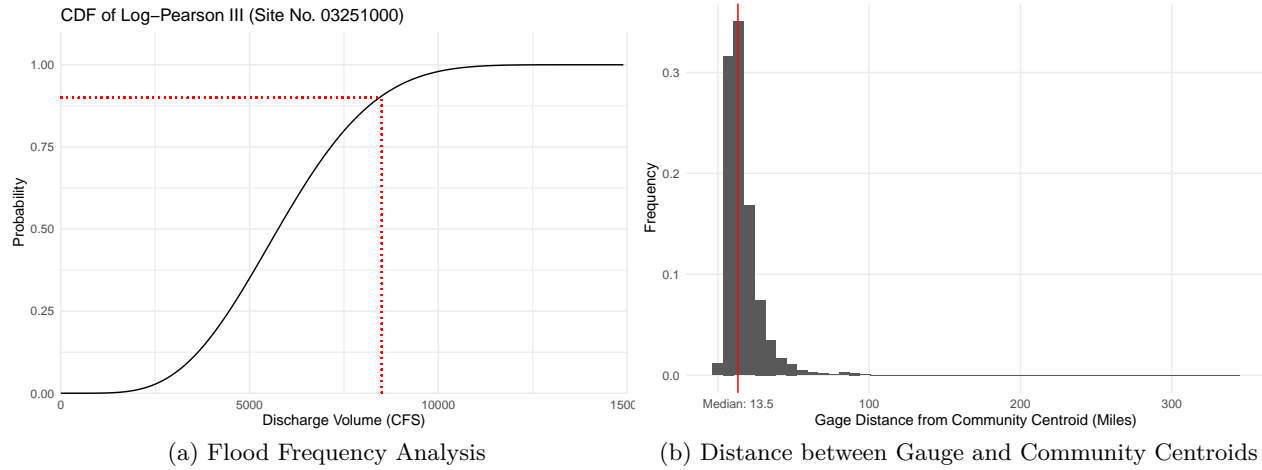 CDF of Log−Pearson III (Site No. 03251000)
Probability
1.00
0.75
0.50
0.25
0.00
0
5000
10000
1500
Discharge Volume (CFS)
(a) Flood Frequency Analysis
Frequency
0.3
0.2
0.1
0.0
Median: 13.5
100
200
300
Gage Distance from Community Centroid (Miles)
(b) Distance between Gauge and Community Centroids